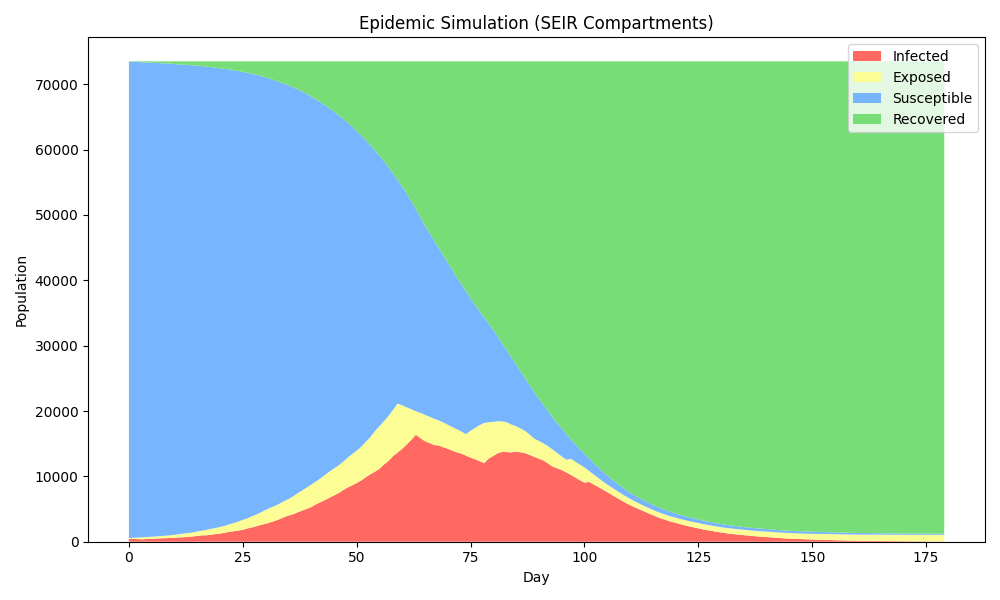 Epidemic Simulation (SEIR Compartments)
Infected
Exposed
Susceptible
Recovered
Population
70000
60000
50000
40000
30000
20000
10000
0
0 25 50 75 100 125 150 175
Day